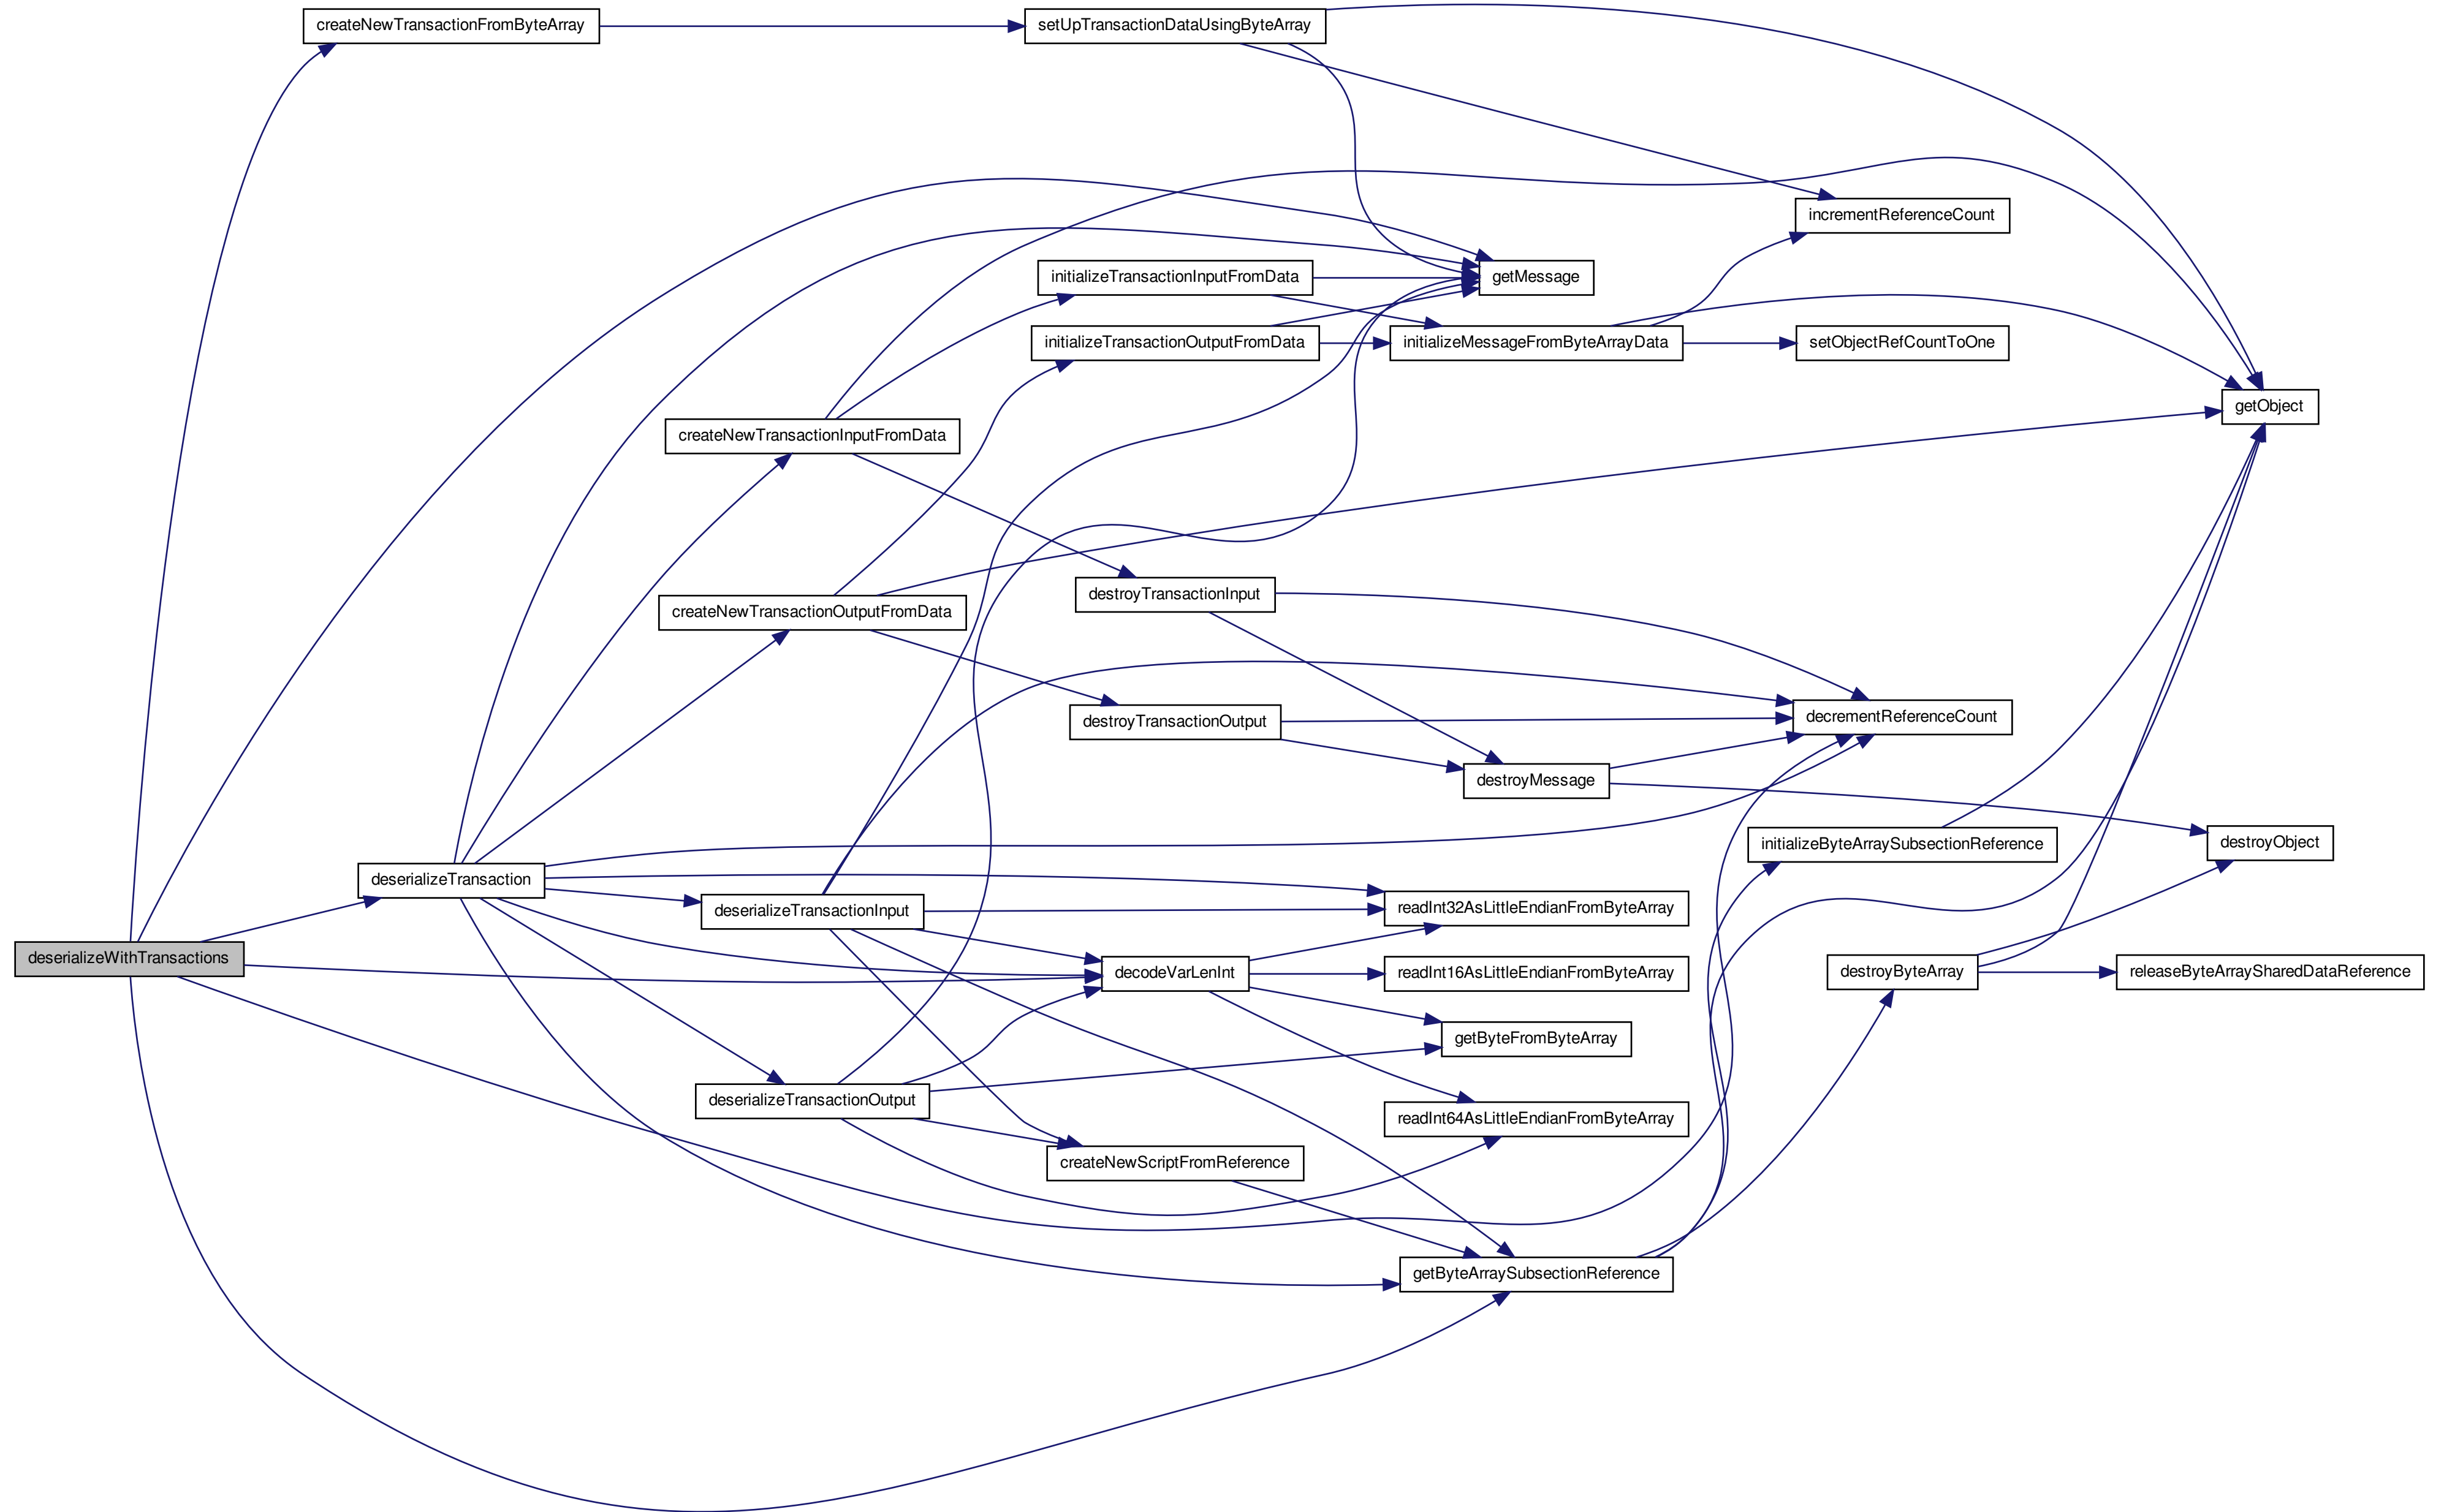 createNewTransactionFromByteArray
setUpTransactionDataUsingByteArray
incrementReferenceCount
initializeTransactionInputFromData
getMessage
initializeTransactionOutputFromData
initializeMessageFromByteArrayData
setObjectRefCountToOne
getObject
createNewTransactionInputFromData
destroyTransactionInput
createNewTransactionOutputFromData
destroyTransactionOutput
decrementReferenceCount
destroyMessage
initializeByteArraySubsectionReference
destroyObject
deserializeTransaction
deserializeTransactionInput
readInt32AsLittleEndianFromByteArray
deserializeWithTransactions
decodeVarLenInt
readInt16AsLittleEndianFromByteArray
destroyByteArray
releaseByteArraySharedDataReference
getByteFromByteArray
deserializeTransactionOutput
readInt64AsLittleEndianFromByteArray
createNewScriptFromReference
getByteArraySubsectionReference